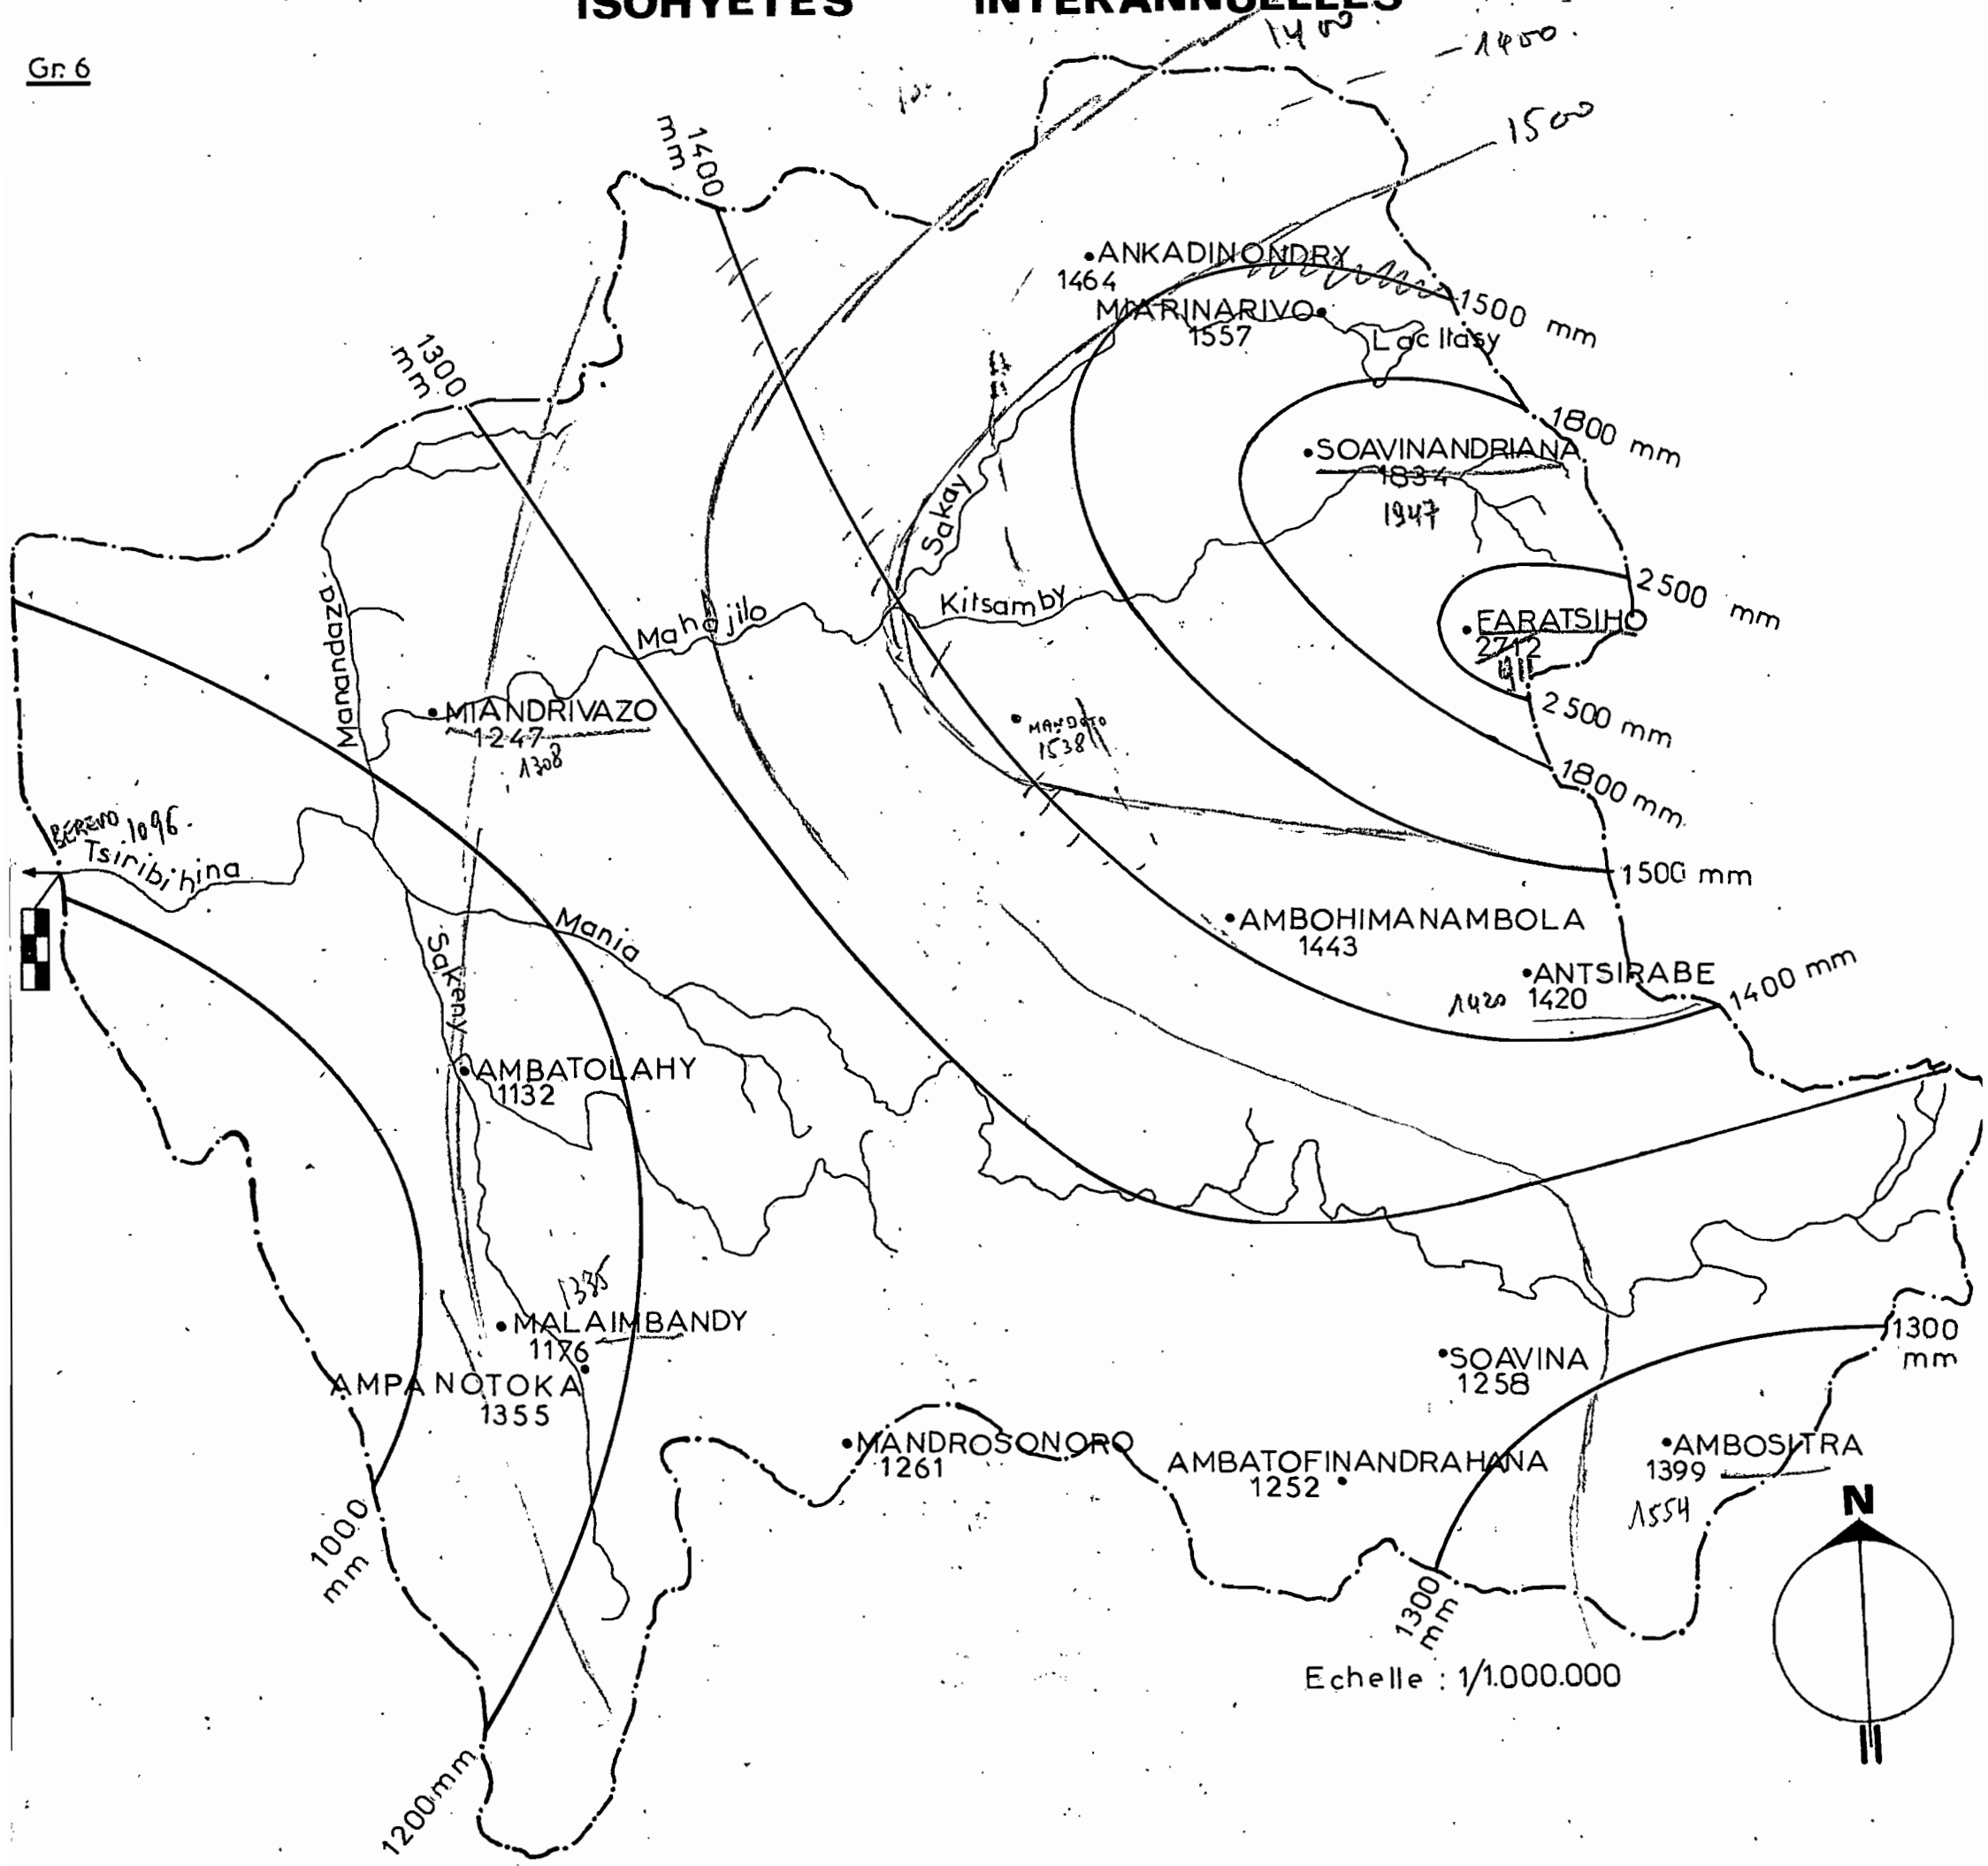 ISOHYETES INTERANNUELLES
Gr. 6
1400
-1400.
1500
1400 mm
•ANKADINONDRY
1464
MIARINARIVO•
1557
1500 mm
Lac Itasy
1300 mm
1800 mm
•SOAVINANDRIANA
1834
1947
Sakay
Kitsamby
2500 mm
•FARATSIHO
2712
Mahajilo
Manandaza
•MIANDRIVAZO
1247
1308
•MANDOTO
1538
2500 mm
1800 mm
BEREVO 1096.
Tsiribihina
1500 mm
Mania
•AMBOHIMANAMBOLA
1443
•ANTSIRABE
1420 1420
1400 mm
Sakeny
•AMBATOLAHY
1132
1335
•MALAIMBANDY
1176
AMPANOTOKA
1355
1300 mm
•SOAVINA
1258
•MANDROSONORO
1261
AMBATOFINANDRAHANA
1252 •
•AMBOSITRA
1399
1554
N
1000 mm
1300 mm
Echelle : 1/1.000.000
1200 mm